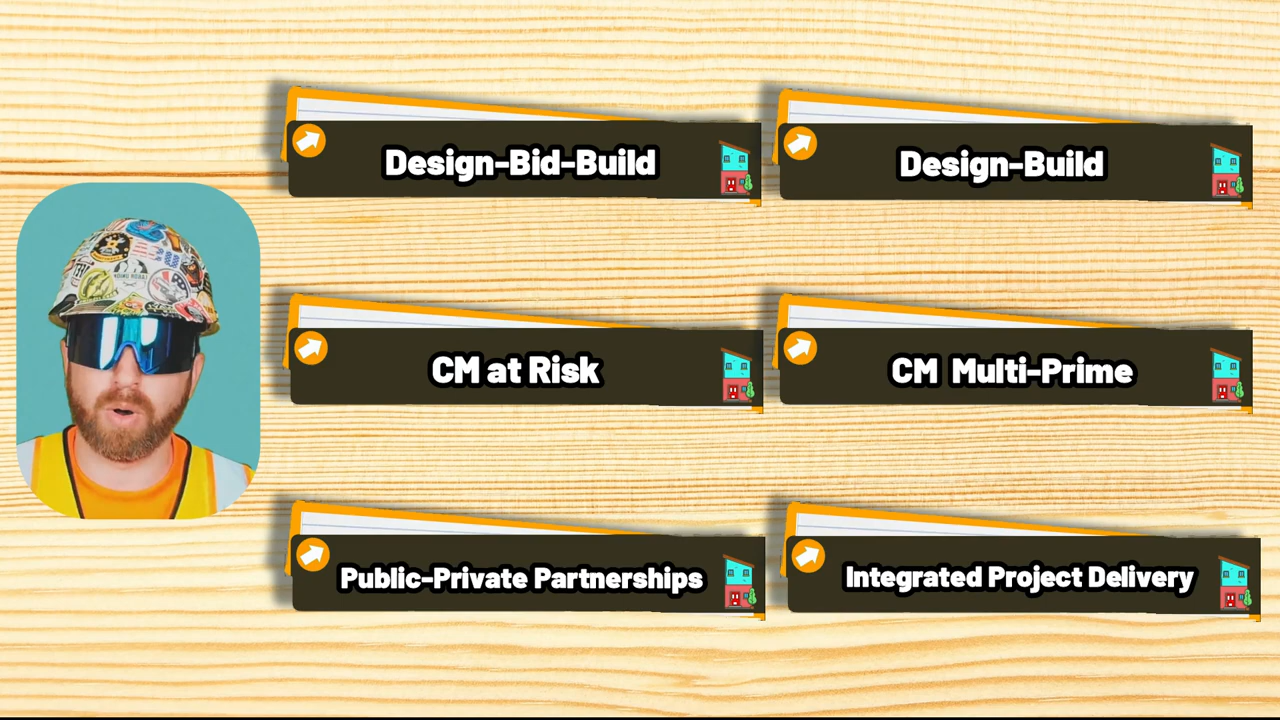 Design-Bid-Build
Design-Build
CM at Risk
CM Multi-Prime
Public-Private Partnerships
Integrated Project Delivery